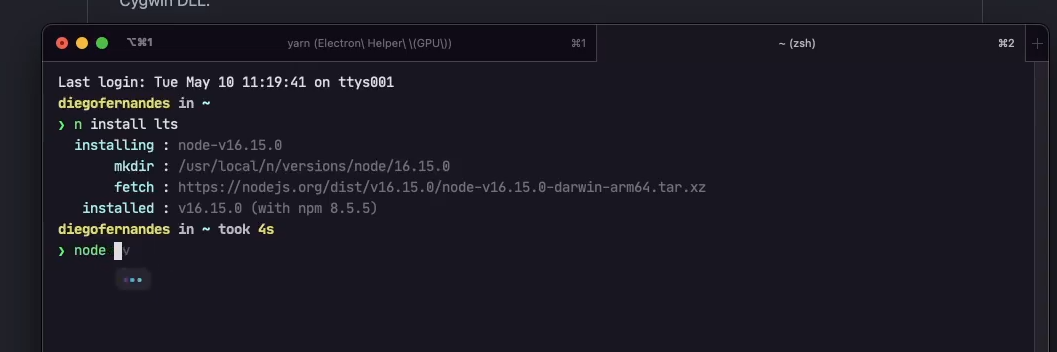 Cygwin DLL.
⌥⌘1 yarn (Electron\ Helper\ \(GPU\)) ⌘1 ~ (zsh) ⌘2 +
Last login: Tue May 10 11:19:41 on ttys001
diegofernandes in ~
❯ n install lts
installing : node-v16.15.0
mkdir : /usr/local/n/versions/node/16.15.0
fetch : https://nodejs.org/dist/v16.15.0/node-v16.15.0-darwin-arm64.tar.xz
installed : v16.15.0 (with npm 8.5.5)
diegofernandes in ~ took 4s
❯ node v